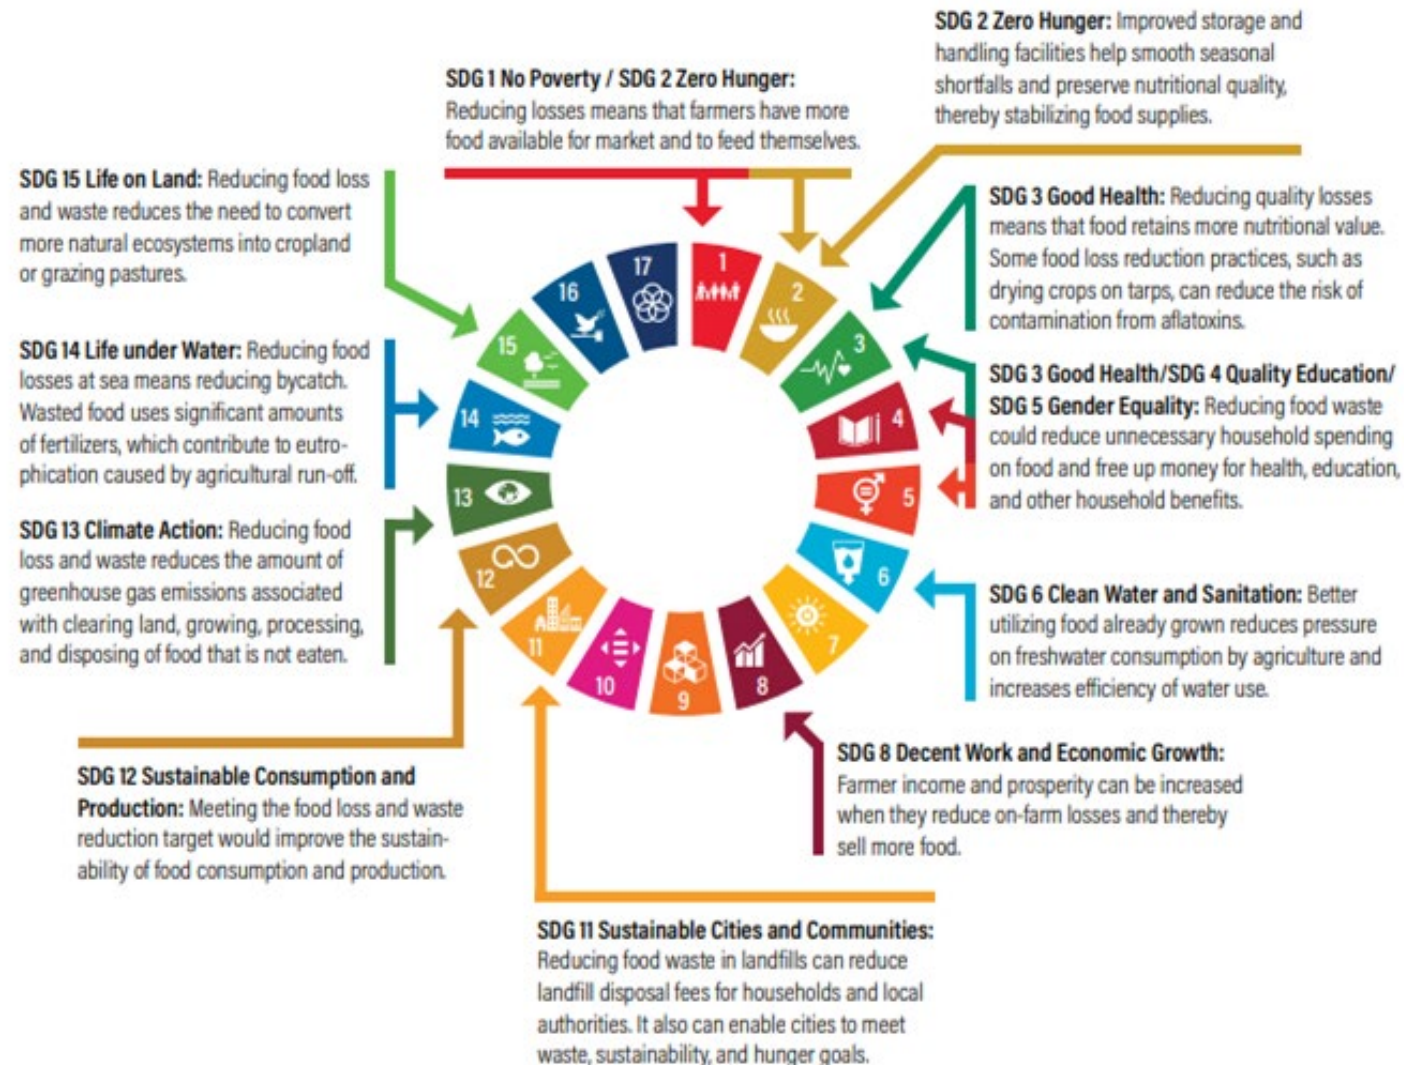 SDG 2 Zero Hunger: Improved storage and
handling facilities help smooth seasonal
shortfalls and preserve nutritional quality,
thereby stabilizing food supplies.
SDG 1 No Poverty / SDG 2 Zero Hunger:
Reducing losses means that farmers have more
food available for market and to feed themselves.
SDG 15 Life on Land: Reducing food loss
and waste reduces the need to convert
more natural ecosystems into cropland
or grazing pastures.
SDG 3 Good Health: Reducing quality losses
means that food retains more nutritional value.
Some food loss reduction practices, such as
drying crops on tarps, can reduce the risk of
contamination from aflatoxins.
SDG 14 Life under Water: Reducing food
losses at sea means reducing bycatch.
Wasted food uses significant amounts
of fertilizers, which contribute to eutro-
phication caused by agricultural run-off.
SDG 3 Good Health/SDG 4 Quality Education/
SDG 5 Gender Equality: Reducing food waste
could reduce unnecessary household spending
on food and free up money for health, education,
and other household benefits.
SDG 13 Climate Action: Reducing food
loss and waste reduces the amount of
greenhouse gas emissions associated
with clearing land, growing, processing,
and disposing of food that is not eaten.
SDG 6 Clean Water and Sanitation: Better
utilizing food already grown reduces pressure
on freshwater consumption by agriculture and
increases efficiency of water use.
1
2
3
4
5
6
7
8
9
10
11
12
13
14
15
16
17
SDG 12 Sustainable Consumption and
Production: Meeting the food loss and waste
reduction target would improve the sustain-
ability of food consumption and production.
SDG 8 Decent Work and Economic Growth:
Farmer income and prosperity can be increased
when they reduce on-farm losses and thereby
sell more food.
SDG 11 Sustainable Cities and Communities:
Reducing food waste in landfills can reduce
landfill disposal fees for households and local
authorities. It also can enable cities to meet
waste, sustainability, and hunger goals.